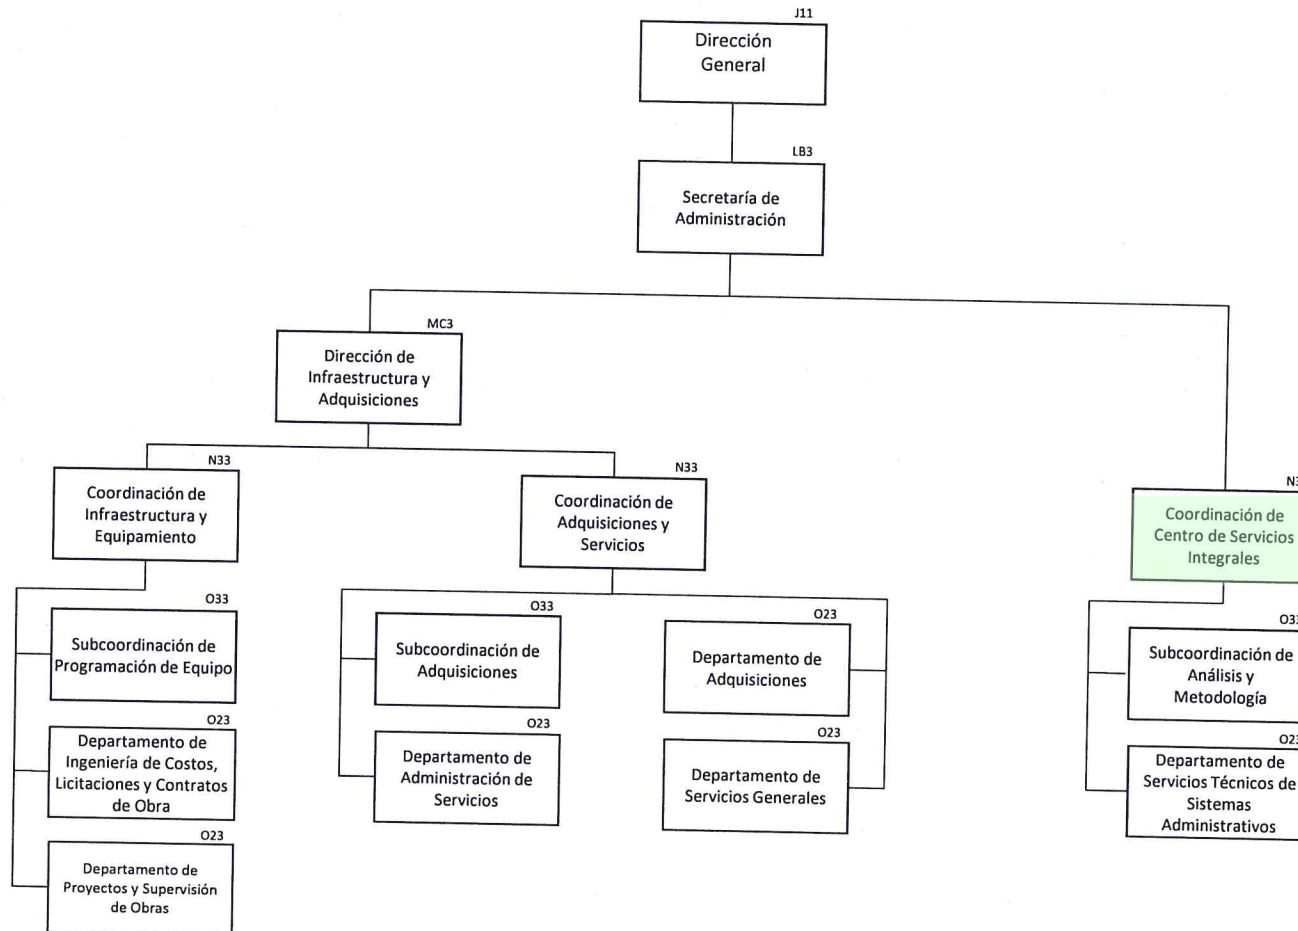 J11
Dirección
General
LB3
Secretaría de
Administración
MC3
Dirección de
Infraestructura y
Adquisiciones
N33
Coordinación de
Infraestructura y
Equipamiento
N33
Coordinación de
Adquisiciones y
Servicios
N3
Coordinación de
Centro de Servicios
Integrales
O33
Subcoordinación de
Programación de Equipo
O23
Departamento de
Ingeniería de Costos,
Licitaciones y Contratos
de Obra
O23
Departamento de
Proyectos y Supervisión
de Obras
O33
Subcoordinación de
Adquisiciones
O23
Departamento de
Administración de
Servicios
O23
Departamento de
Adquisiciones
O23
Departamento de
Servicios Generales
O33
Subcoordinación de
Análisis y
Metodología
O23
Departamento de
Servicios Técnicos de
Sistemas
Administrativos